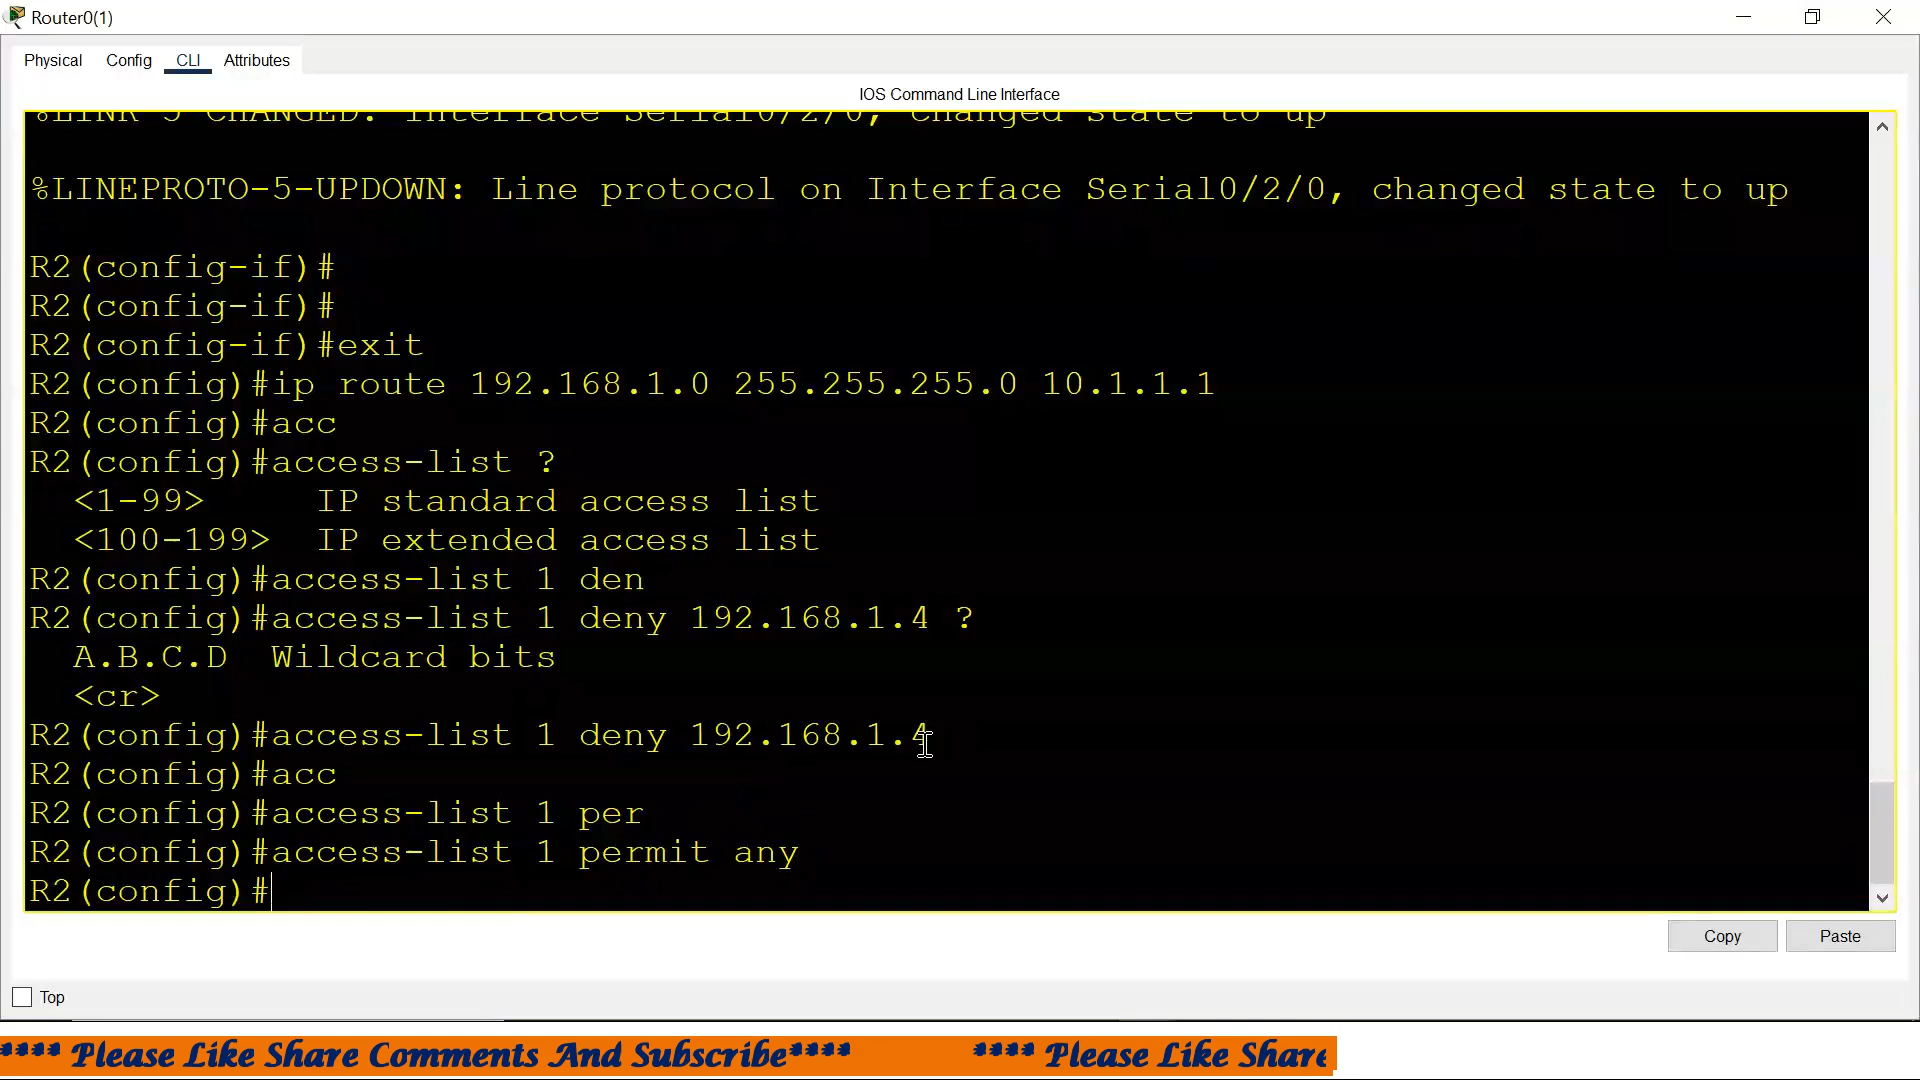 Router0(1)
Physical Config CLI Attributes
IOS Command Line Interface
%LINK-5-CHANGED: Interface Serial0/2/0, changed state to up
%LINEPROTO-5-UPDOWN: Line protocol on Interface Serial0/2/0, changed state to up
R2(config-if)#
R2(config-if)#
R2(config-if)#exit
R2(config)#ip route 192.168.1.0 255.255.255.0 10.1.1.1
R2(config)#acc
R2(config)#access-list ?
<1-99> IP standard access list
<100-199> IP extended access list
R2(config)#access-list 1 den
R2(config)#access-list 1 deny 192.168.1.4 ?
A.B.C.D Wildcard bits
<cr>
R2(config)#access-list 1 deny 192.168.1.4
R2(config)#acc
R2(config)#access-list 1 per
R2(config)#access-list 1 permit any
R2(config)#
Copy Paste
Top
**** Please Like Share Comments And Subscribe**** **** Please Like Share